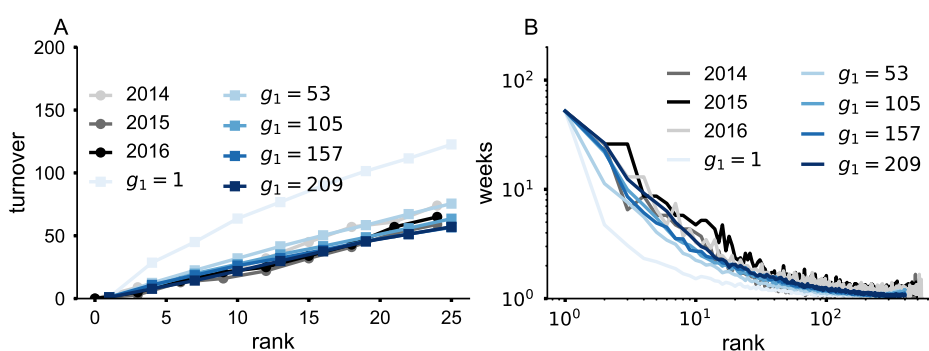 A
turnover
200
150
100
50
0
2014
2015
2016
g₁ = 1
g₁ = 53
g₁ = 105
g₁ = 157
g₁ = 209
0 5 10 15 20 25
rank
B
weeks
10²
10¹
10⁰
2014
2015
2016
g₁ = 1
g₁ = 53
g₁ = 105
g₁ = 157
g₁ = 209
10⁰ 10¹ 10²
rank